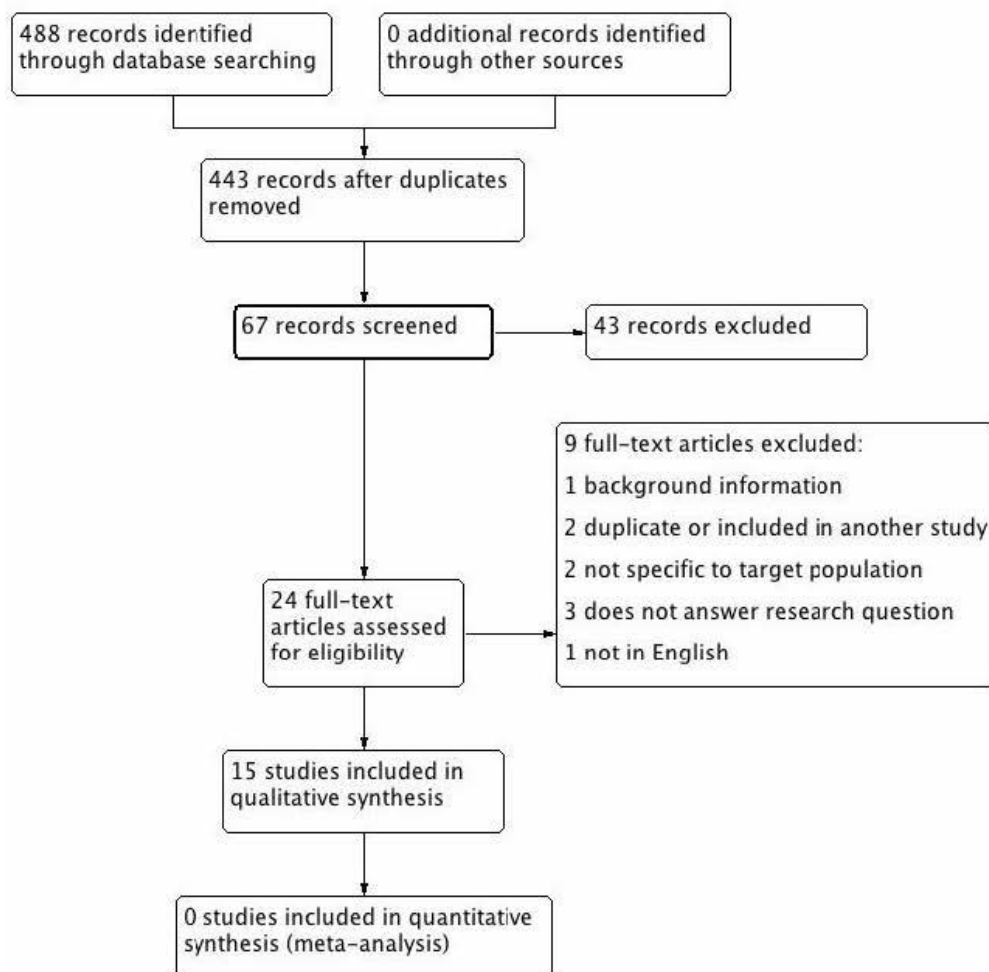 488 records identified
through database searching
0 additional records identified
through other sources
443 records after duplicates
removed
67 records screened
43 records excluded
9 full-text articles excluded:
1 background information
2 duplicate or included in another study
2 not specific to target population
3 does not answer research question
1 not in English
24 full-text
articles assessed
for eligibility
15 studies included in
qualitative synthesis
0 studies included in quantitative
synthesis (meta-analysis)